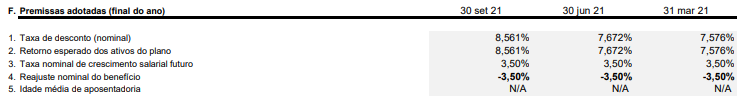 F. Premissas adotadas (final do ano) 30 set 21 30 jun 21 31 mar 21
1. Taxa de desconto (nominal) 8,561% 7,672% 7,576%
2. Retorno esperado dos ativos do plano 8,561% 7,672% 7,576%
3. Taxa nominal de crescimento salarial futuro 3,50% 3,50% 3,50%
4. Reajuste nominal do benefício -3,50% -3,50% -3,50%
5. Idade média de aposentadoria N/A N/A N/A